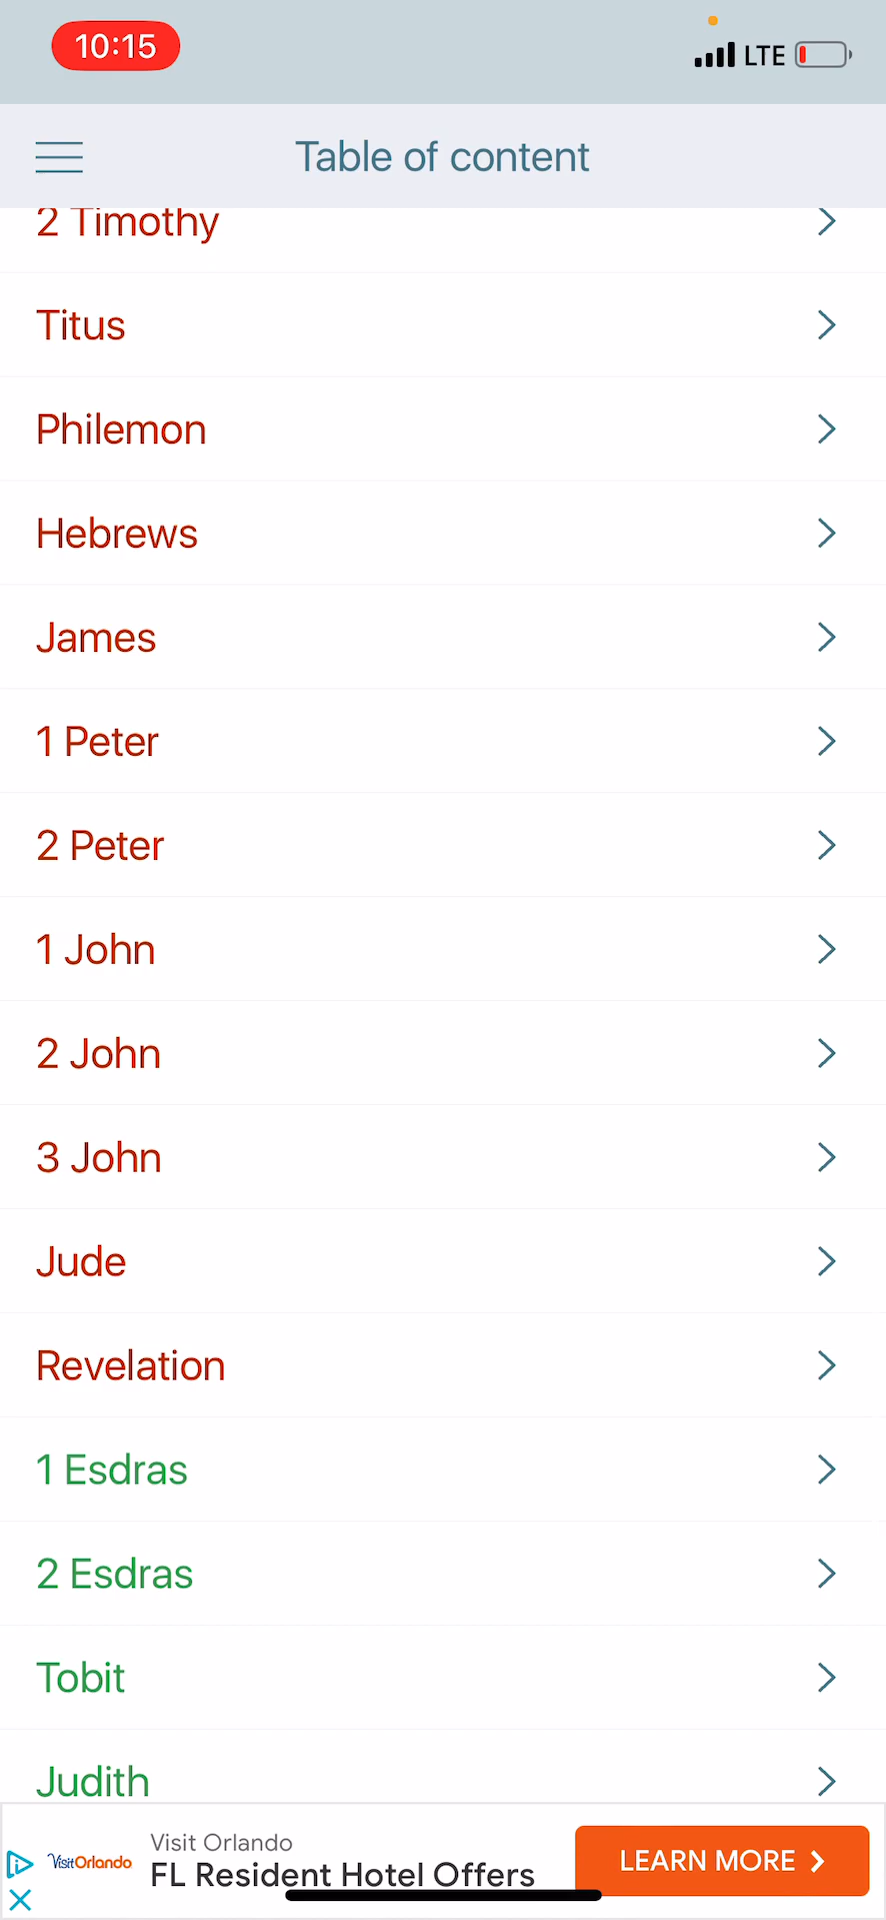 10:15
LTE
Table of content
2 Timothy
Titus
Philemon
Hebrews
James
1 Peter
2 Peter
1 John
2 John
3 John
Jude
Revelation
1 Esdras
2 Esdras
Tobit
Judith
Visit Orlando
VisitOrlando
FL Resident Hotel Offers
LEARN MORE